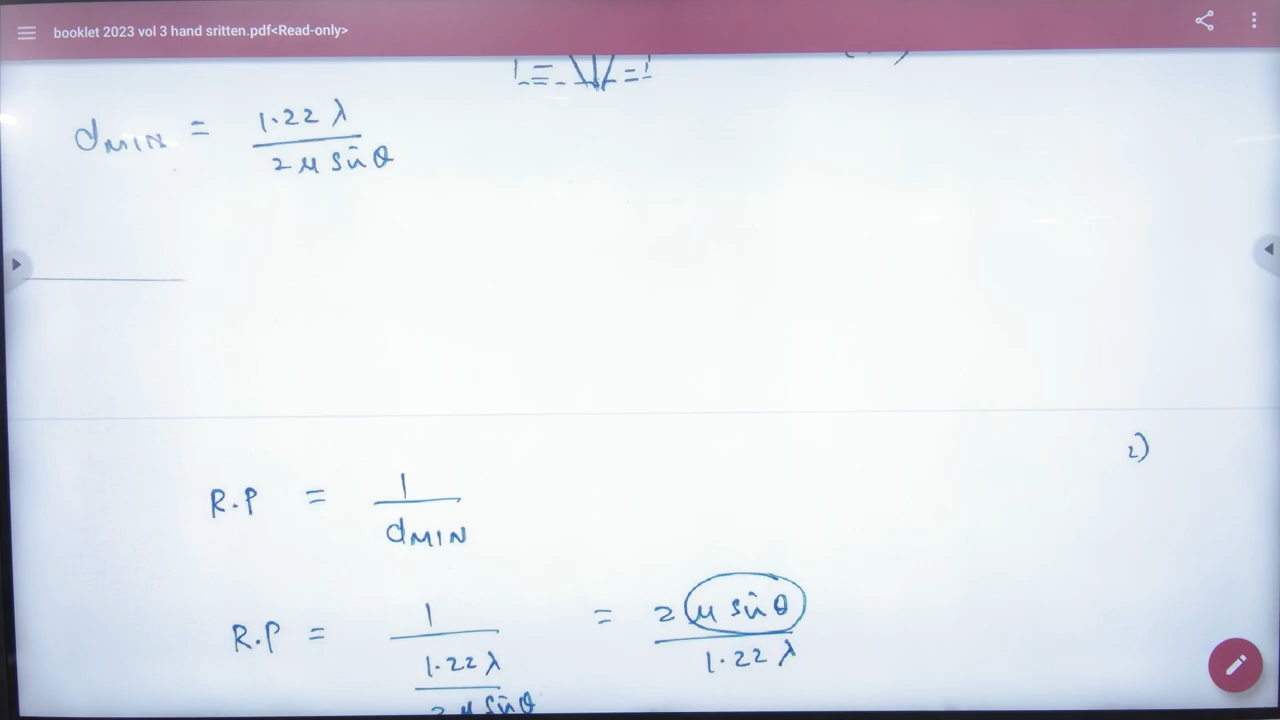 booklet 2023 vol 3 hand sritten.pdf<Read-only>
dMIN = 1.22 λ / 2 μ sin θ
2)
R.P = 1 / dMIN
R.P = 1 / (1.22 λ / 2 μ sin θ) = 2 μ sin θ / 1.22 λ